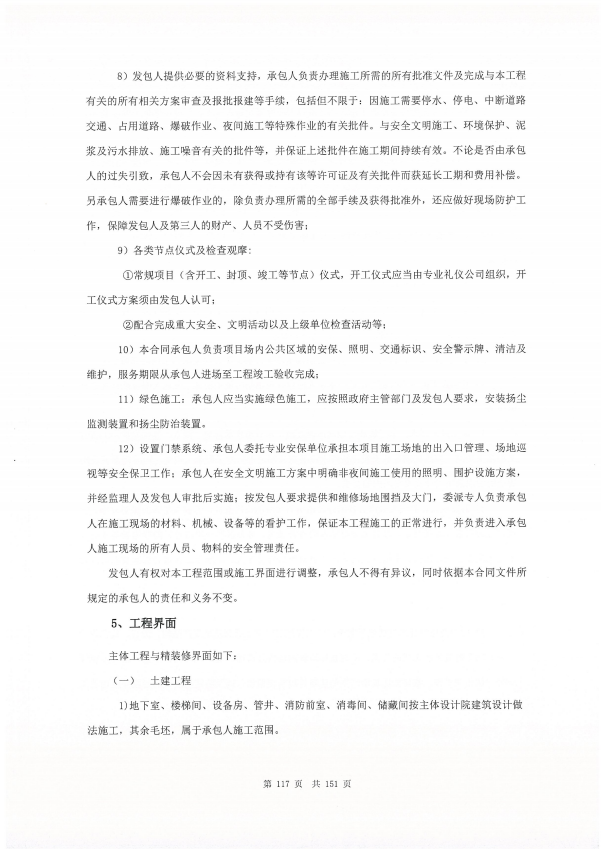 8）发包人提供必要的资料支持，承包人负责办理施工所需的所有批准文件及完成与本工程
有关的所有相关方案审查及报批报建等手续，包括但不限于：因施工需要停水、停电、中断道路
交通、占用道路、爆破作业、夜间施工等特殊作业的有关批件。与安全文明施工、环境保护、泥
浆及污水排放、施工噪音有关的批件等，并保证上述批件在施工期间持续有效。不论是否由承包
人的过失引致，承包人不会因未有获得或持有该等许可证及有关批件而获延长工期和费用补偿。
另承包人需要进行爆破作业的，除负责办理所需的全部手续及获得批准外，还应做好现场防护工
作，保障发包人及第三人的财产、人员不受伤害；
9）各类节点仪式及检查观摩：
①常规项目（含开工、封顶、竣工等节点）仪式，开工仪式应当由专业礼仪公司组织，开
工仪式方案须由发包人认可；
②配合完成重大安全、文明活动以及上级单位检查活动等；
10）本合同承包人负责项目场内公共区域的安保、照明、交通标识、安全警示牌、清洁及
维护，服务期限从承包人进场至工程竣工验收完成；
11）绿色施工：承包人应当实施绿色施工，应按照政府主管部门及发包人要求，安装扬尘
监测装置和扬尘防治装置。
12）设置门禁系统、承包人委托专业安保单位承担本项目施工场地的出入口管理、场地巡
视等安全保卫工作；承包人在安全文明施工方案中明确非夜间施工使用的照明、围护设施方案，
并经监理人及发包人审批后实施；按发包人要求提供和维修场地围挡及大门，委派专人负责承包
人在施工现场的材料、机械、设备等的看护工作，保证本工程施工的正常进行，并负责进入承包
人施工现场的所有人员、物料的安全管理责任。
发包人有权对本工程范围或施工界面进行调整，承包人不得有异议，同时依据本合同文件所
规定的承包人的责任和义务不变。
5、工程界面
主体工程与精装修界面如下：
（一） 土建工程
1)地下室、楼梯间、设备房、管井、消防前室、消毒间、储藏间按主体设计院建筑设计做
法施工，其余毛坯，属于承包人施工范围。
第 117 页 共 151 页